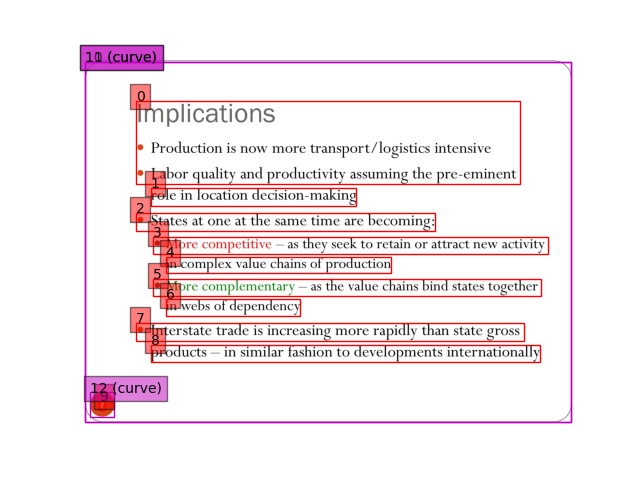 11 (curve)
0
Implications
Production is now more transport/logistics intensive
Labor quality and productivity assuming the pre-eminent
1
role in location decision-making
2
States at one at the same time are becoming:
3
More competitive – as they seek to retain or attract new activity
4
in complex value chains of production
5
More complementary – as the value chains bind states together
6
in webs of dependency
7
Interstate trade is increasing more rapidly than state gross
8
products – in similar fashion to developments internationally
12 (curve)
9